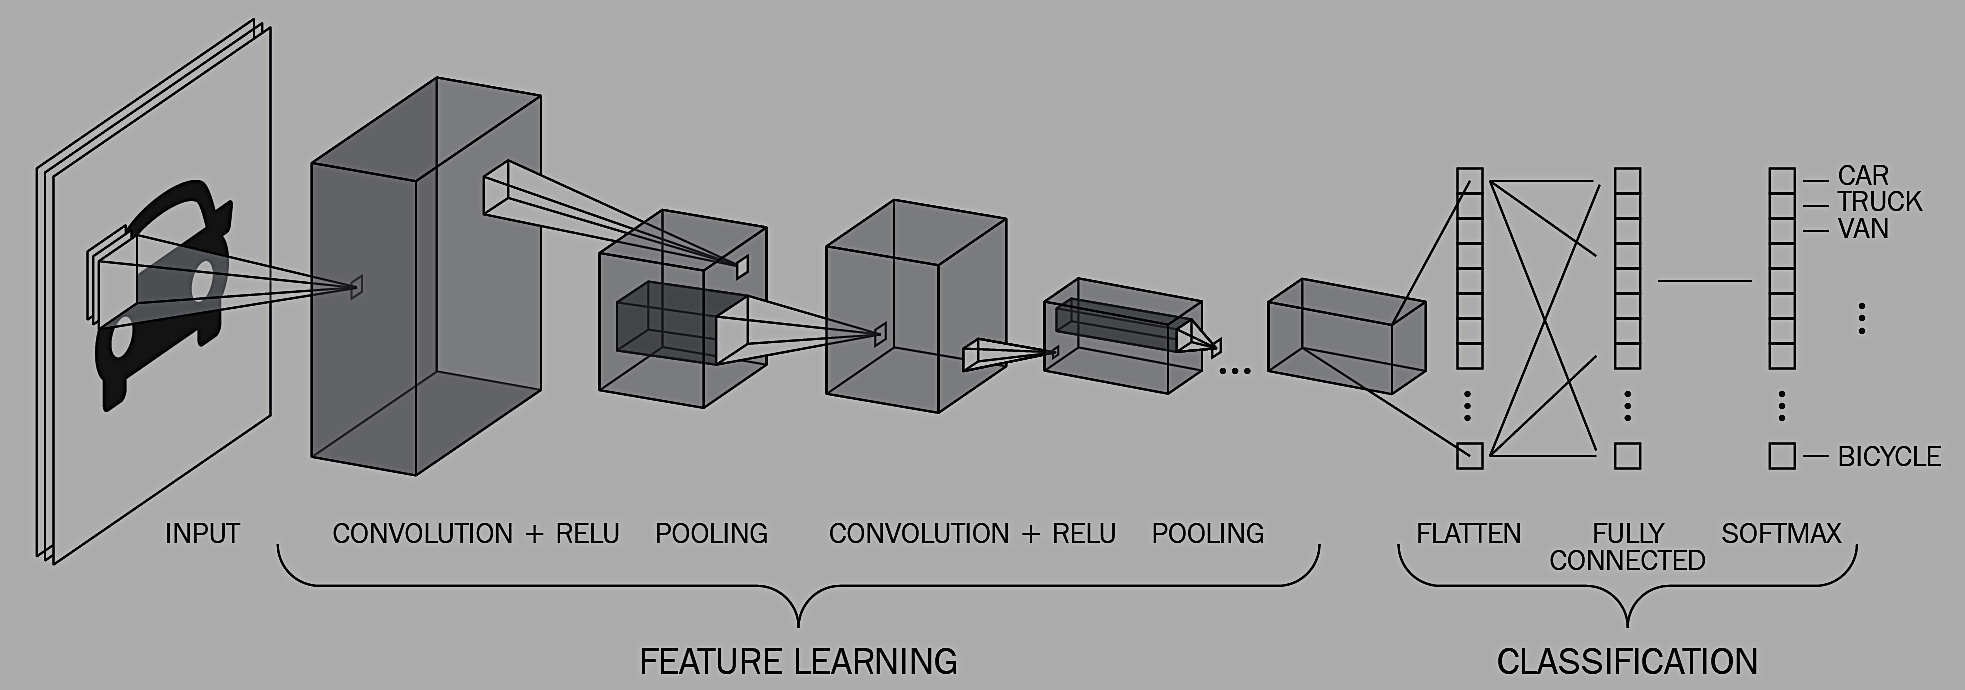 CAR
TRUCK
VAN
BICYCLE
INPUT
CONVOLUTION + RELU
POOLING
CONVOLUTION + RELU
POOLING
FLATTEN
FULLY
CONNECTED
SOFTMAX
FEATURE LEARNING
CLASSIFICATION